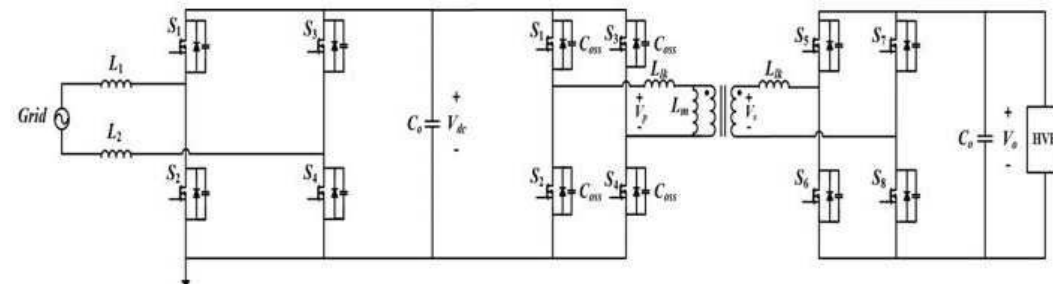 S1
S3
S1
Coss
S3
Coss
S5
S7
L1
Llk
Llk
Grid
L2
Co
+
Vdc
-
+
Vp
-
Lm
+
Vs
-
Co
+
Vo
-
S2
S4
S2
Coss
S4
Coss
S6
S8